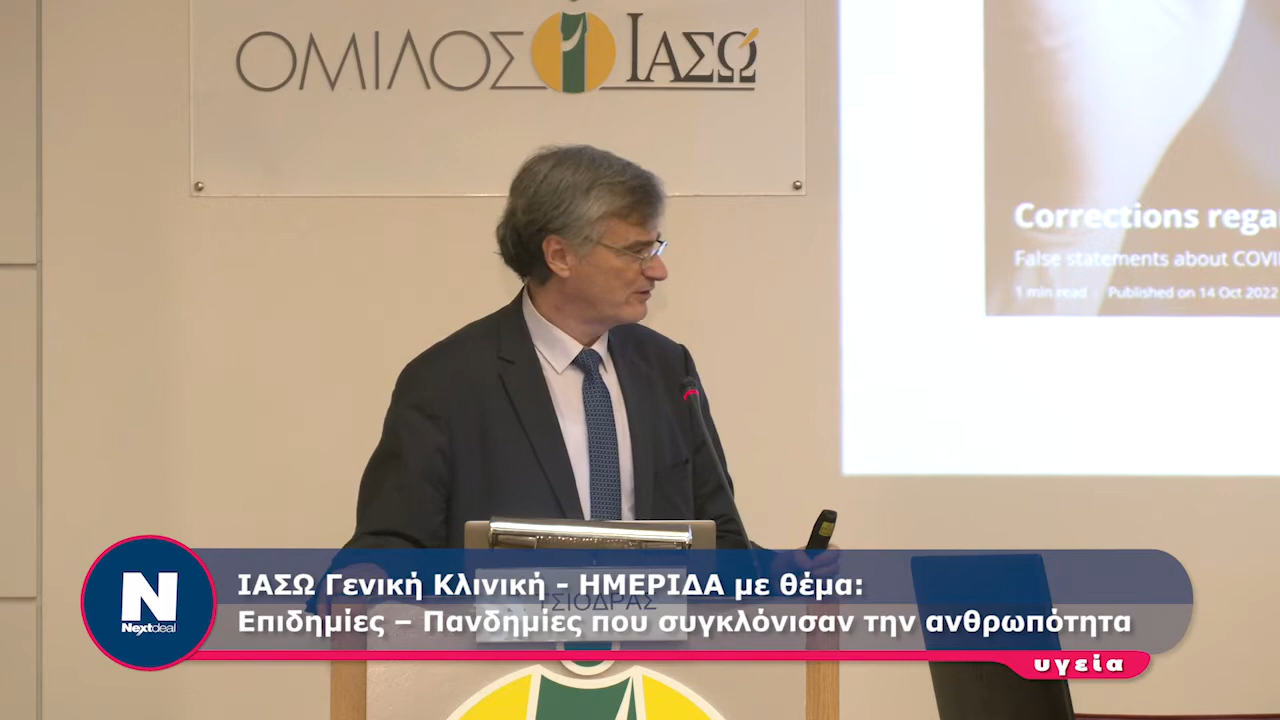 ΟΜΙΛΟΣ ΙΑΣΩ
Corrections rega
False statements about COVI
1 min read Published on 14 Oct 2022
ΤΣΙΟΔΡΑΣ
ΙΑΣΩ Γενική Κλινική – ΗΜΕΡΙΔΑ με θέμα:
Επιδημίες – Πανδημίες που συγκλόνισαν την ανθρωπότητα
N
Nextdeal
υγεία